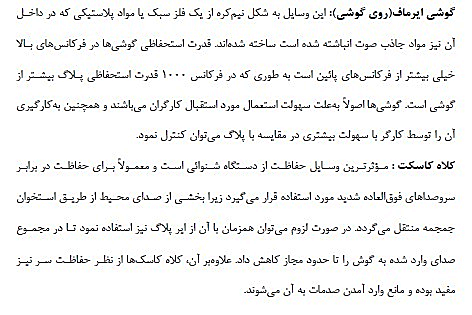 گوشی ایرماف(روی گوشی): این وسایل به شکل نیم‌کره از یک فلز سبک یا مواد پلاستیکی که در داخل
آن نیز مواد جاذب صوت انباشته شده است ساخته شده‌اند. قدرت استحفاظی گوشی‌ها در فرکانس‌های بالا
خیلی بیشتر از فرکانس‌های پائین است به طوری که در فرکانس ۱۰۰۰ قدرت استحفاظی پلاگ بیشتر از
گوشی است. گوشی‌ها اصولاً به‌علت سهولت استعمال مورد استقبال کارگران می‌باشند و همچنین به‌کارگیری
آن را توسط کارگر با سهولت بیشتری در مقایسه با پلاگ می‌توان کنترل نمود.
کلاه کاسکت : مؤثرترین وسایل حفاظت از دستگاه شنوائی است و معمولاً برای حفاظت در برابر
سروصداهای فوق‌العاده شدید مورد استفاده قرار می‌گیرد زیرا بخشی از صدای محیط از طریق استخوان
جمجمه منتقل می‌گردد. در صورت لزوم می‌توان همزمان با آن از ایر پلاگ نیز استفاده نمود تا در مجموع
صدای وارد شده به گوش را تا حدود مجاز کاهش داد. علاوه‌بر آن، کلاه کاسک‌ها از نظر حفاظت سر نیز
مفید بوده و مانع وارد آمدن صدمات به آن می‌شوند.